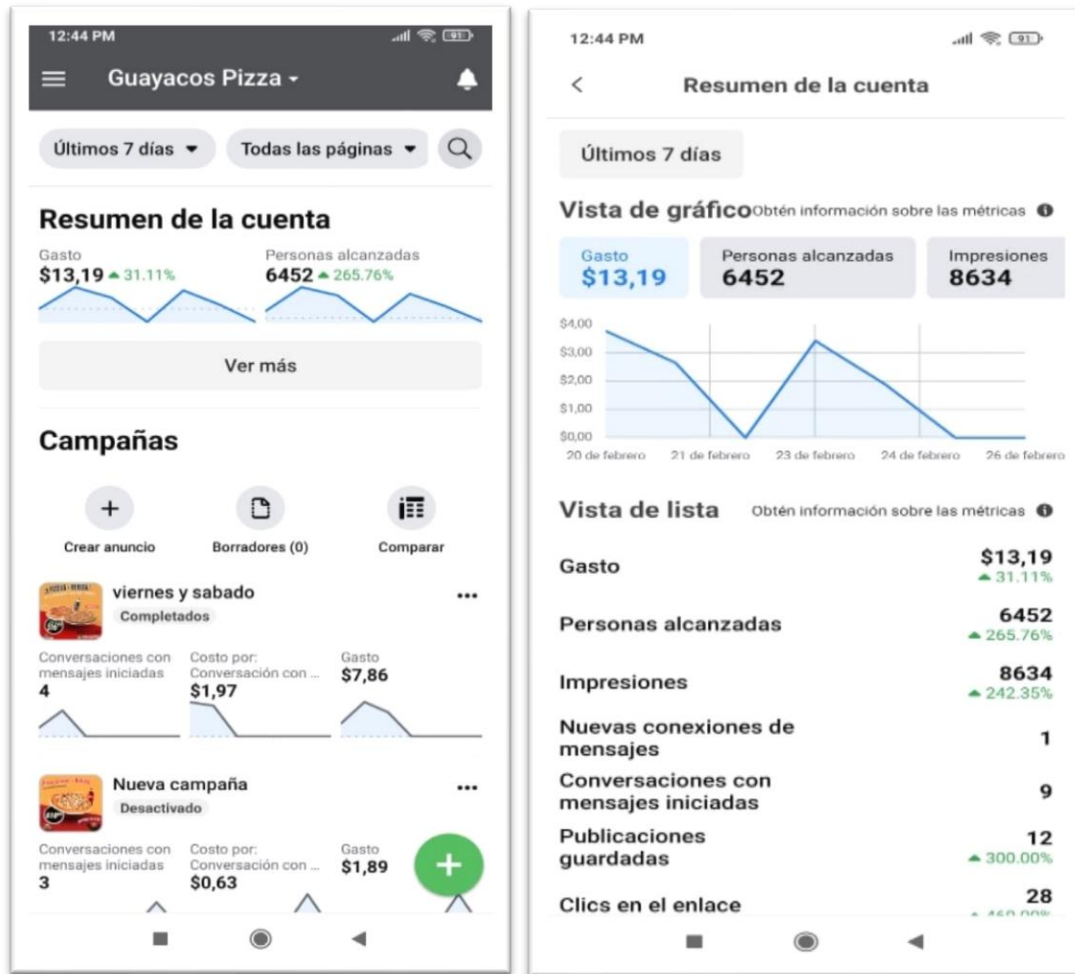 12:44 PM
91
Guayacos Pizza
Últimos 7 días
Todas las páginas
Resumen de la cuenta
Gasto
Personas alcanzadas
$13,19 31.11%
6452 265.76%
Ver más
Campañas
Crear anuncio
Borradores (0)
Comparar
viernes y sabado
Completados
Conversaciones con
mensajes iniciadas
4
Costo por:
Conversación con ...
$1,97
Gasto
$7,86
Nueva campaña
Desactivado
Conversaciones con
mensajes iniciadas
3
Costo por:
Conversación con ...
$0,63
Gasto
$1,89
12:44 PM
91
Resumen de la cuenta
Últimos 7 días
Vista de gráfico Obtén información sobre las métricas
Gasto
$13,19
Personas alcanzadas
6452
Impresiones
8634
$4,00
$3,00
$2,00
$1,00
$0,00
20 de febrero 21 de febrero 23 de febrero 24 de febrero 26 de febrero
Vista de lista Obtén información sobre las métricas
Gasto
$13,19
31.11%
Personas alcanzadas
6452
265.76%
Impresiones
8634
242.35%
Nuevas conexiones de
mensajes
1
Conversaciones con
mensajes iniciadas
9
Publicaciones
guardadas
12
300.00%
Clics en el enlace
28